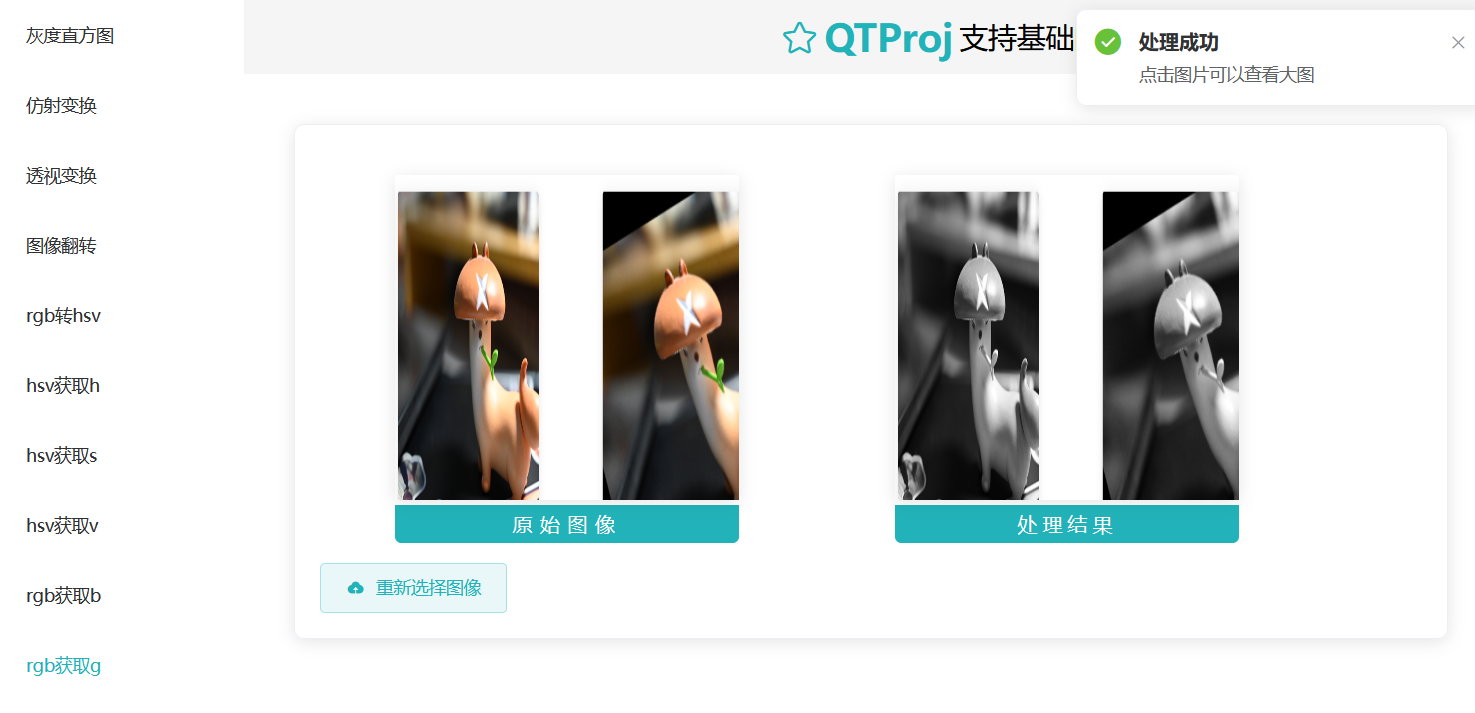 灰度直方图
仿射变换
透视变换
图像翻转
rgb转hsv
hsv获取h
hsv获取s
hsv获取v
rgb获取b
rgb获取g
QTProj 支持基础
处理成功
点击图片可以查看大图
原始图像
处理结果
重新选择图像